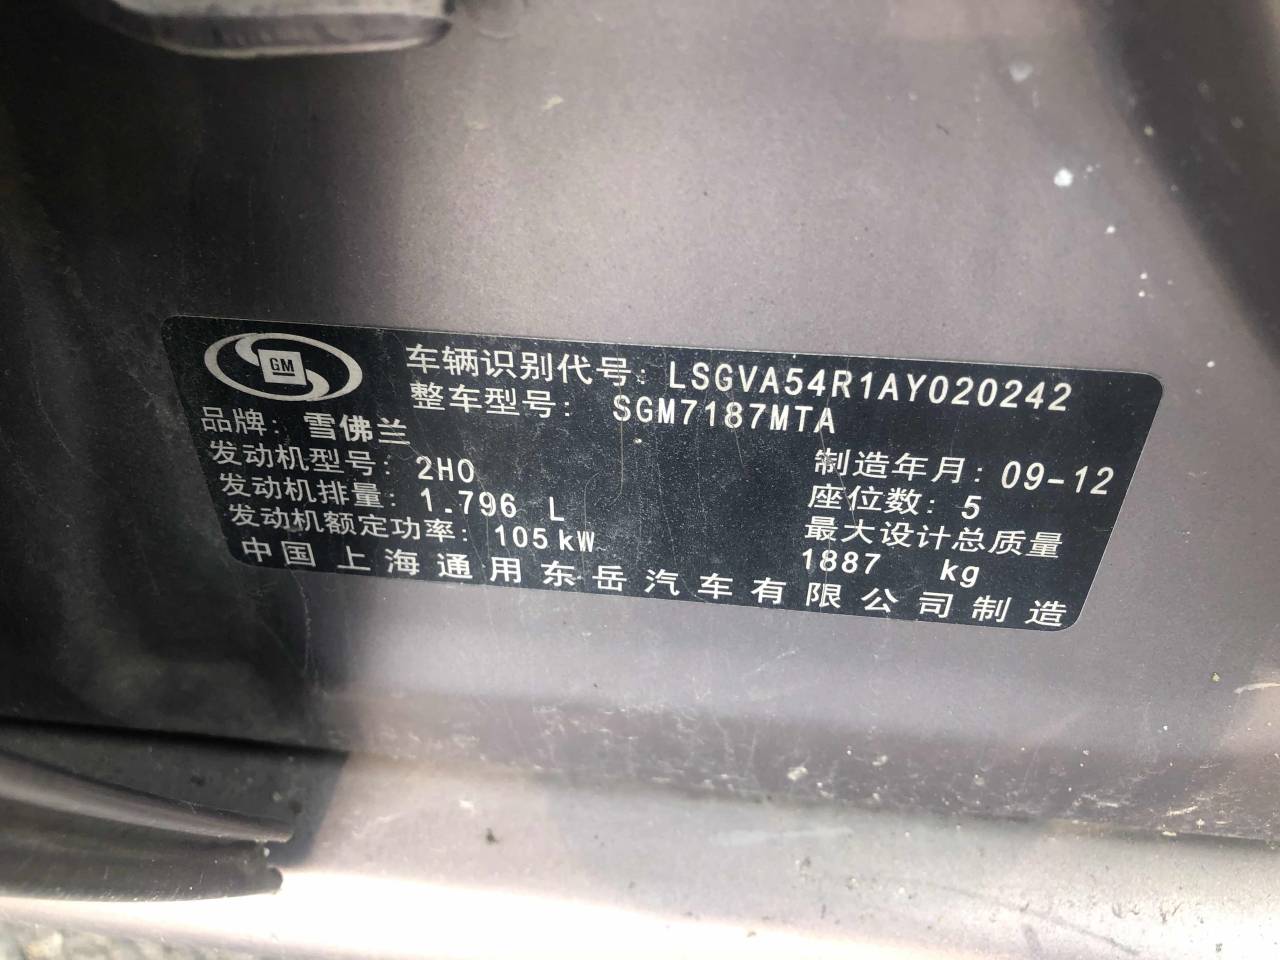 GM
车辆识别代号: LSGVA54R1AY020242
整车型号: SGM7187MTA
品牌: 雪佛兰
发动机型号: 2H0
制造年月: 09-12
发动机排量: 1.796 L
座位数: 5
发动机额定功率: 105kW
最大设计总质量
1887 kg
中国上海通用东岳汽车有限公司制造